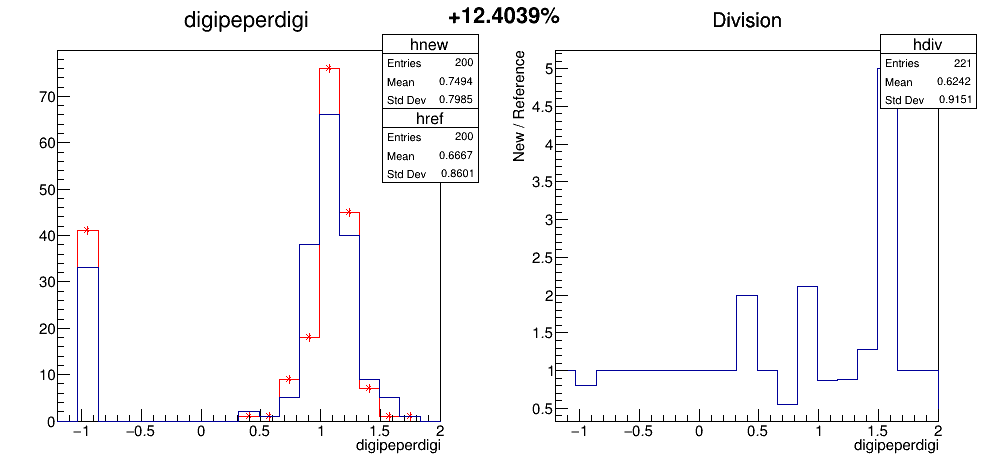 +12.4039%
digipeperdigi
hnew
Entries 200
Mean 0.7494
Std Dev 0.7985
href
Entries 200
Mean 0.6667
Std Dev 0.8601
70
60
50
40
30
20
10
0
−1 −0.5 0 0.5 1 1.5 2
digipeperdigi
Division
hdiv
Entries 221
Mean 0.6242
Std Dev 0.9151
New / Reference
5
4.5
4
3.5
3
2.5
2
1.5
1
0.5
−1 −0.5 0 0.5 1 1.5 2
digipeperdigi